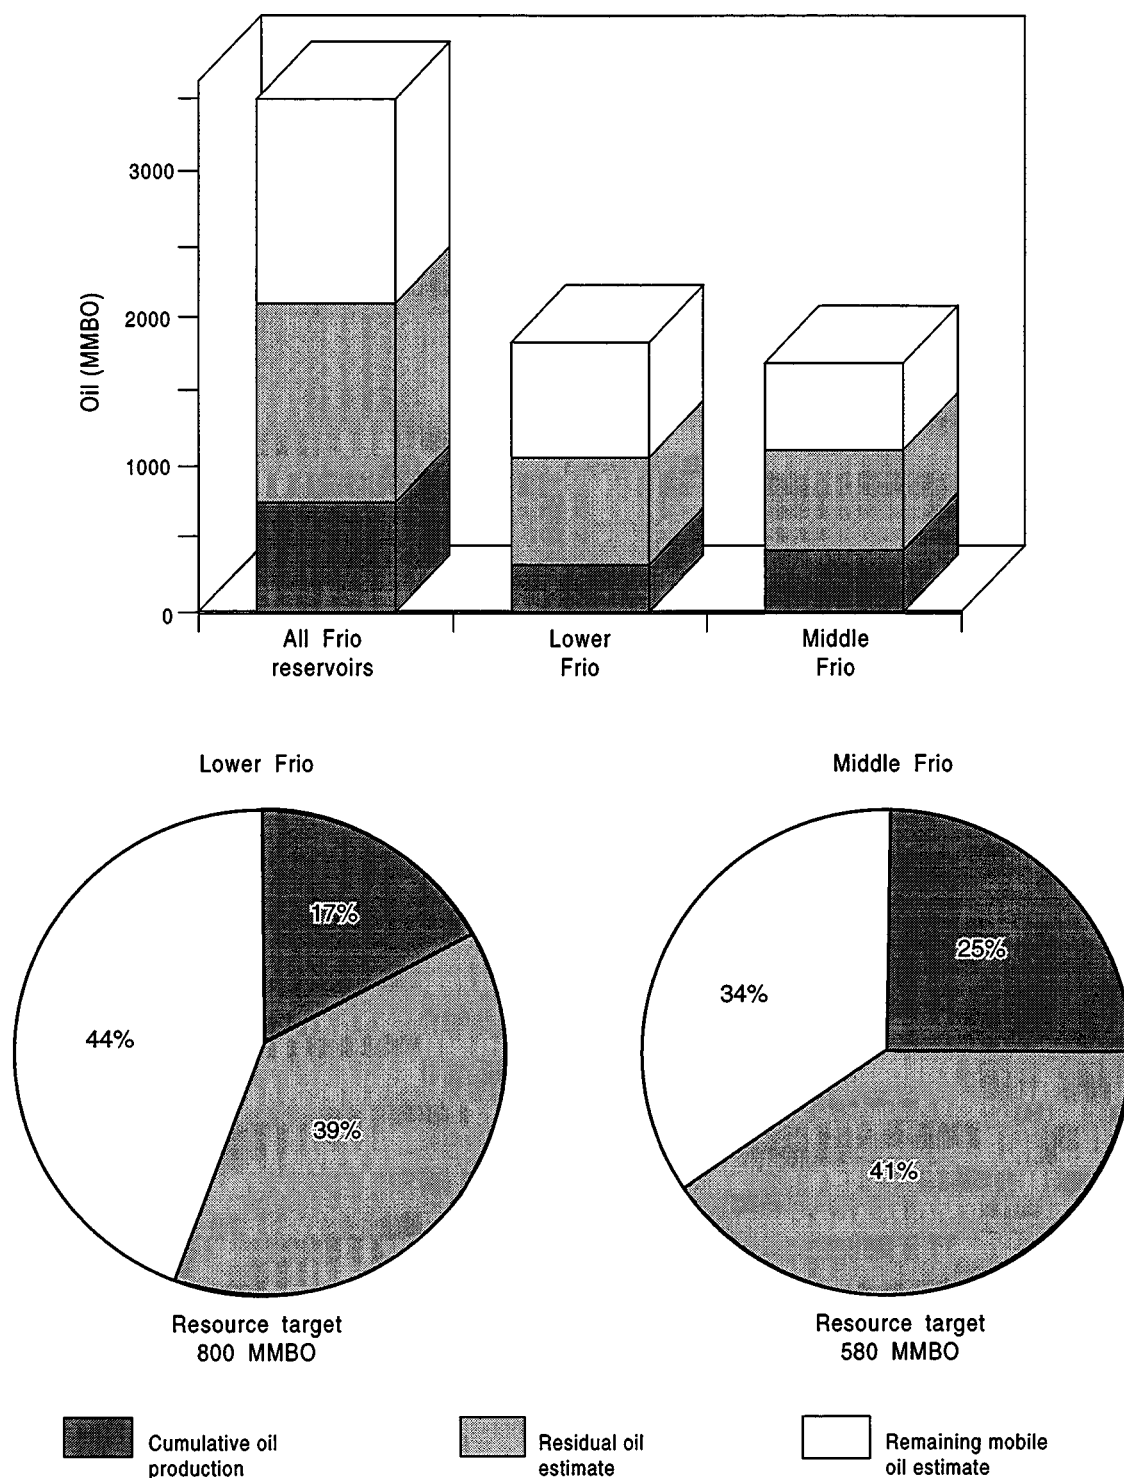 3000
2000
1000
0
Oil (MMBO)
All Frio
reservoirs
Lower
Frio
Middle
Frio
Lower Frio
Middle Frio
17%
44%
39%
25%
34%
41%
Resource target
800 MMBO
Resource target
580 MMBO
Cumulative oil
production
Residual oil
estimate
Remaining mobile
oil estimate